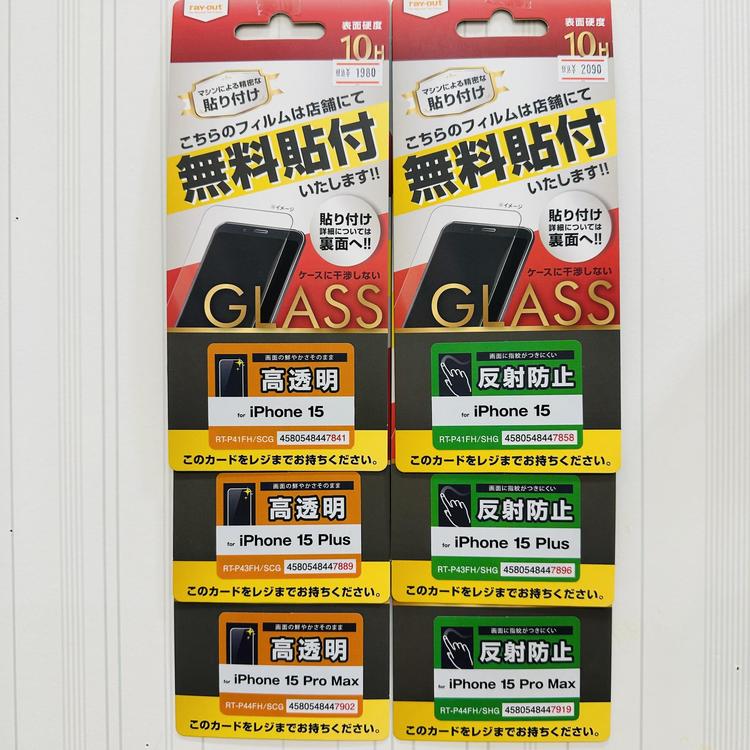 ray-out
表面硬度
10H
税込¥ 1980
マシンによる精密な
貼り付け
こちらのフィルムは店舗にて
無料貼付
いたします!!
※イメージ
貼り付け
詳細については
裏面へ!!
ケースに干渉しない
GLASS
画面の鮮やかさそのまま
高透明
for iPhone 15
RT-P41FH/SCG 4580548447841
このカードをレジまでお持ちください。
画面の鮮やかさそのまま
高透明
for iPhone 15 Plus
RT-P43FH/SCG 4580548447889
このカードをレジまでお持ちください。
画面の鮮やかさそのまま
高透明
for iPhone 15 Pro Max
RT-P44FH/SCG 4580548447902
このカードをレジまでお持ちください。
ray-out
表面硬度
10H
税込¥ 2090
マシンによる精密な
貼り付け
こちらのフィルムは店舗にて
無料貼付
いたします!!
※イメージ
貼り付け
詳細については
裏面へ!!
ケースに干渉しない
GLASS
画面に指紋がつきにくい
反射防止
for iPhone 15
RT-P41FH/SHG 4580548447858
このカードをレジまでお持ちください。
画面に指紋がつきにくい
反射防止
for iPhone 15 Plus
RT-P43FH/SHG 4580548447896
このカードをレジまでお持ちください。
画面に指紋がつきにくい
反射防止
for iPhone 15 Pro Max
RT-P44FH/SHG 4580548447919
このカードをレジまでお持ちください。